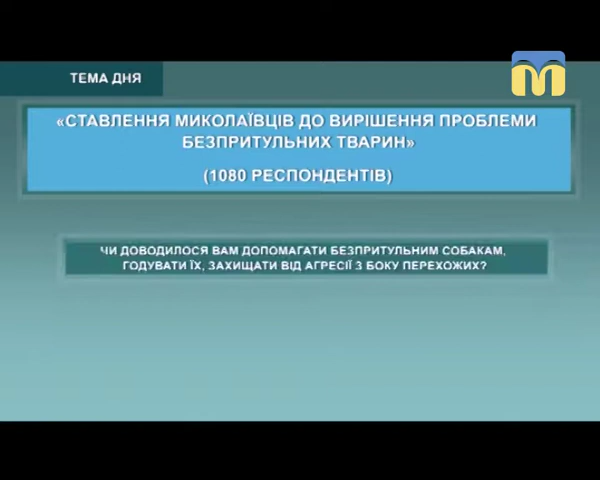 ТЕМА ДНЯ
«СТАВЛЕННЯ МИКОЛАЇВЦІВ ДО ВИРІШЕННЯ ПРОБЛЕМИ
БЕЗПРИТУЛЬНИХ ТВАРИН»
(1080 РЕСПОНДЕНТІВ)
ЧИ ДОВОДИЛОСЯ ВАМ ДОПОМАГАТИ БЕЗПРИТУЛЬНИМ СОБАКАМ,
ГОДУВАТИ ЇХ, ЗАХИЩАТИ ВІД АГРЕСІЇ З БОКУ ПЕРЕХОЖИХ?